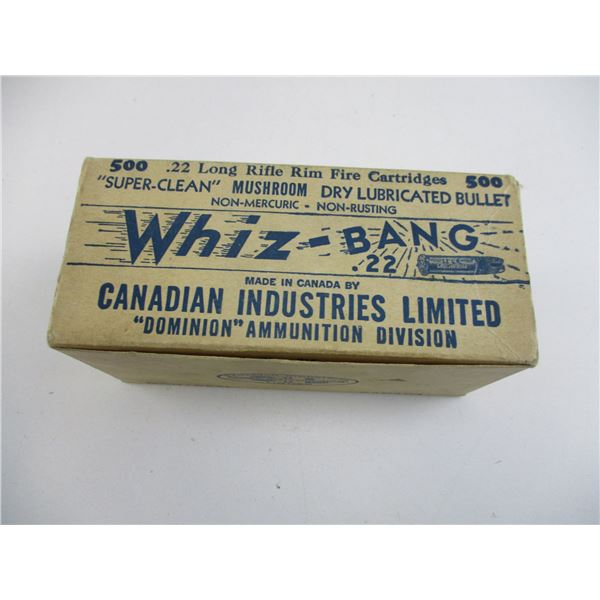 500 .22 Long Rifle Rim Fire Cartridges 500
"SUPER-CLEAN" MUSHROOM DRY LUBRICATED BULLET
NON-MERCURIC - NON-RUSTING
Whiz-BANG
.22
MADE IN CANADA BY
CANADIAN INDUSTRIES LIMITED
"DOMINION" AMMUNITION DIVISION